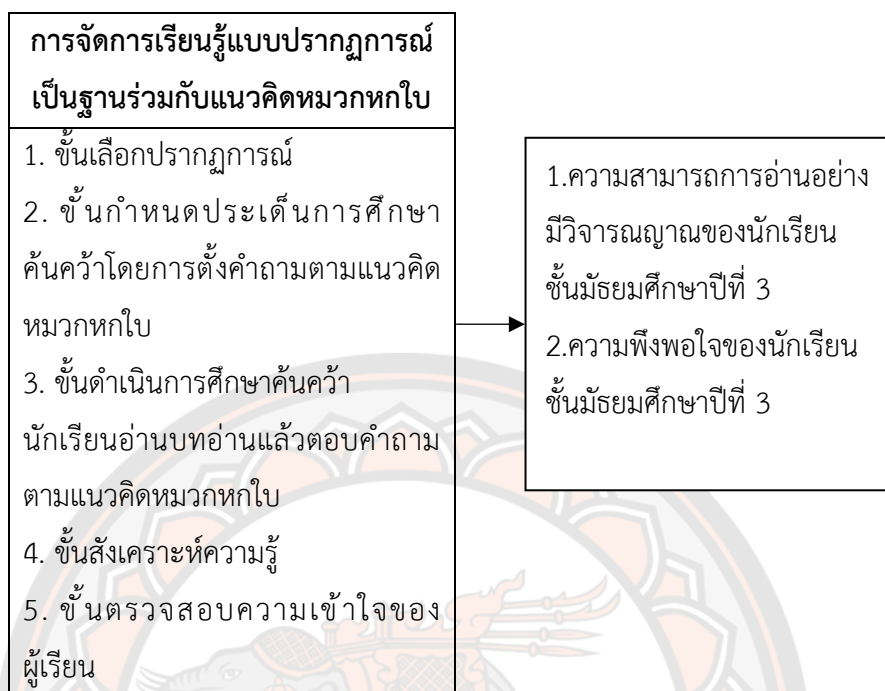 การจัดการเรียนรู้แบบปรากฏการณ์
เป็นฐานร่วมกับแนวคิดหมวกหกใบ
1. ขั้นเลือกปรากฏการณ์
2. ขั้นกำหนดประเด็นการศึกษา
ค้นคว้าโดยการตั้งคำถามตามแนวคิด
หมวกหกใบ
3. ขั้นดำเนินการศึกษาค้นคว้า
นักเรียนอ่านบทอ่านแล้วตอบคำถาม
ตามแนวคิดหมวกหกใบ
4. ขั้นสังเคราะห์ความรู้
5. ขั้นตรวจสอบความเข้าใจของ
ผู้เรียน
1.ความสามารถการอ่านอย่าง
มีวิจารณญาณของนักเรียน
ชั้นมัธยมศึกษาปีที่ 3
2.ความพึงพอใจของนักเรียน
ชั้นมัธยมศึกษาปีที่ 3